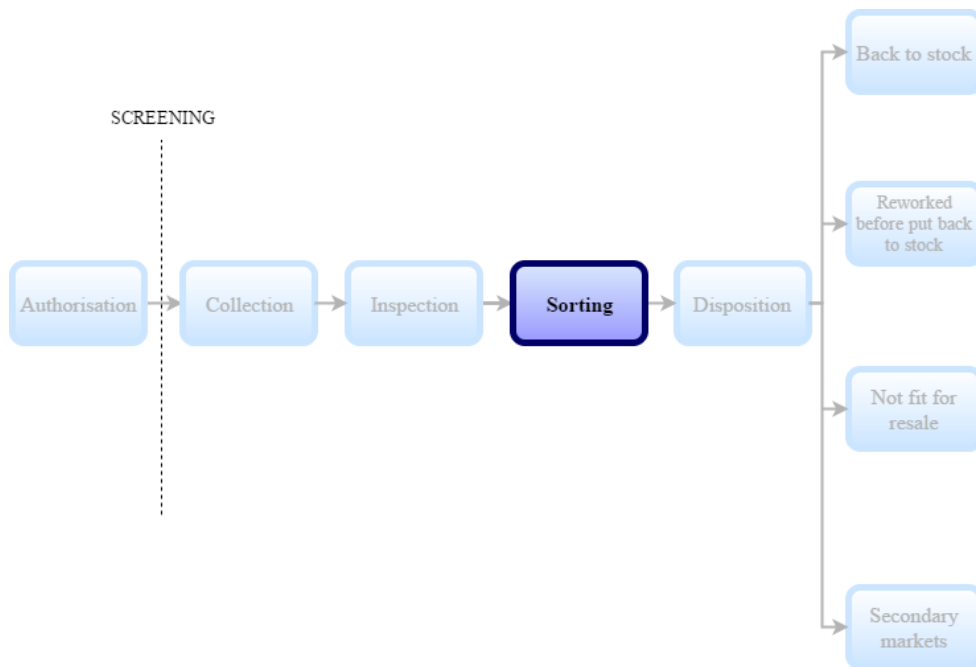 SCREENING
Authorisation
Collection
Inspection
Sorting
Disposition
Back to stock
Reworked
before put back
to stock
Not fit for
resale
Secondary
markets